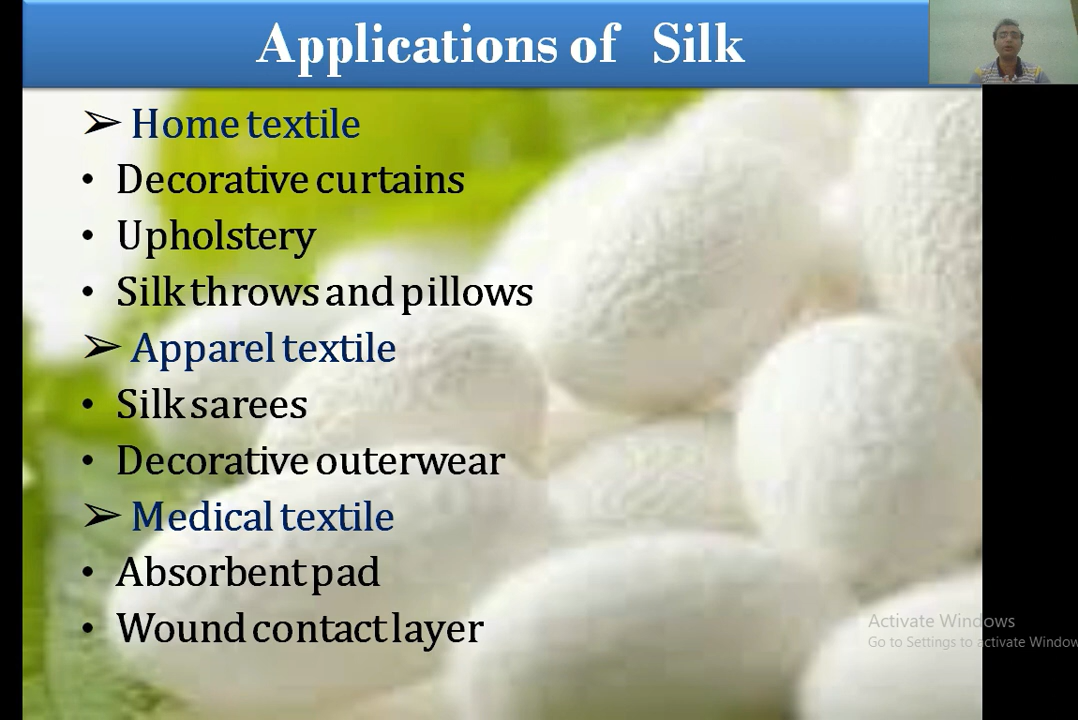 Applications of Silk
➢ Home textile
• Decorative curtains
• Upholstery
• Silk throws and pillows
➢ Apparel textile
• Silk sarees
• Decorative outerwear
➢ Medical textile
• Absorbent pad
• Wound contact layer
Activate Windows
Go to Settings to activate Window